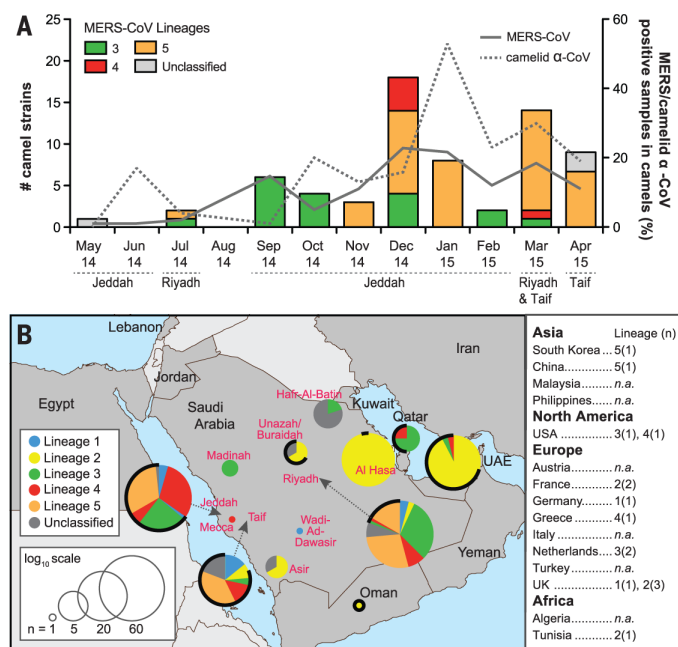 A
MERS-CoV Lineages
3
5
4
Unclassified
MERS-CoV
camelid α-CoV
# camel strains
25
20
15
10
5
0
60
40
20
0
MERS/camelid α -CoV
positive samples in camels (%)
May Jun Jul Aug Sep Oct Nov Dec Jan Feb Mar Apr
14 14 14 14 14 14 14 14 15 15 15 15
Jeddah Riyadh Jeddah Riyadh Taif
& Taif
B
Lebanon
Iran
Jordan
Egypt
Saudi
Arabia
Hafr-Al-Batin
Kuwait
Unazah/
Buraidah
Qatar
Madinah
Al Hasa
UAE
Riyadh
Jeddah
Mecca
Taif
Wadi-
Ad-
Dawasir
Asir
Yemen
Oman
Lineage 1
Lineage 2
Lineage 3
Lineage 4
Lineage 5
Unclassified
log10 scale
n = 1 5 20 60
Asia Lineage (n)
South Korea ... 5(1)
China .......... 5(1)
Malaysia ....... n.a.
Philippines..... n.a.
North America
USA ............ 3(1), 4(1)
Europe
Austria ........ n.a.
France ......... 2(2)
Germany ........ 1(1)
Greece ......... 4(1)
Italy .......... n.a.
Netherlands .... 3(2)
Turkey ......... n.a.
UK ............. 1(1), 2(3)
Africa
Algeria ........ n.a.
Tunisia ........ 2(1)